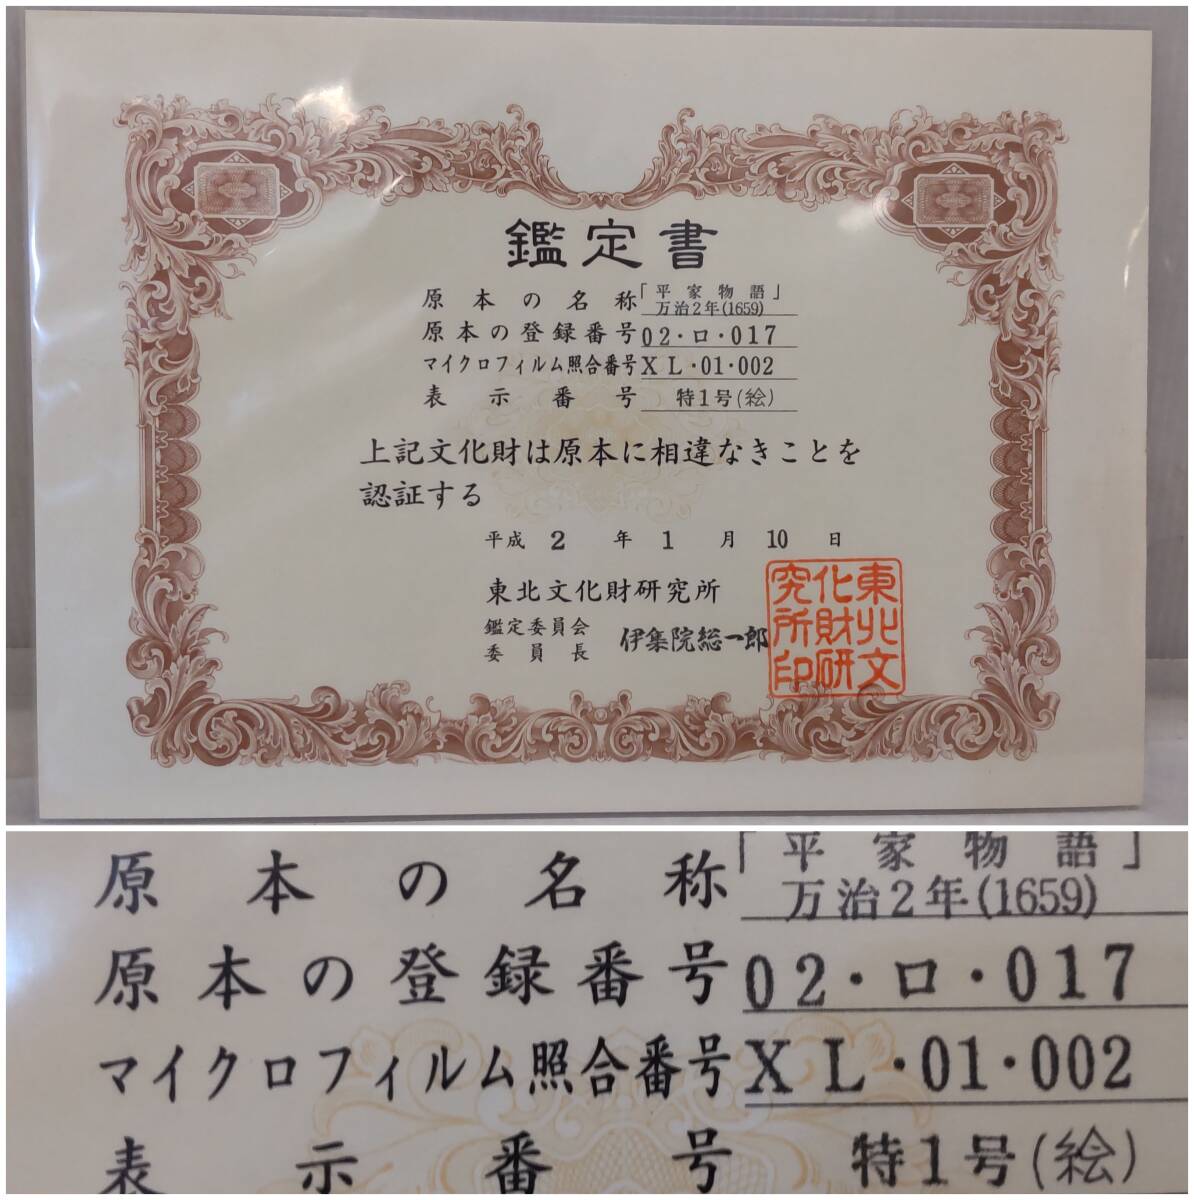 鑑定書
原本の名称「平家物語」
万治2年(1659)
原本の登録番号02・ロ・017
マイクロフィルム照合番号XL・01・002
表示番号 特1号(絵)
上記文化財は原本に相違なきことを
認証する
平成 2 年 1 月 10 日
東北文化財研究所
鑑定委員会
委員長 伊集院総一郎
東北文化財研究所印
原本の名称「平家物語」
万治2年(1659)
原本の登録番号02・ロ・017
マイクロフィルム照合番号XL・01・002
表示番号 特1号(絵)